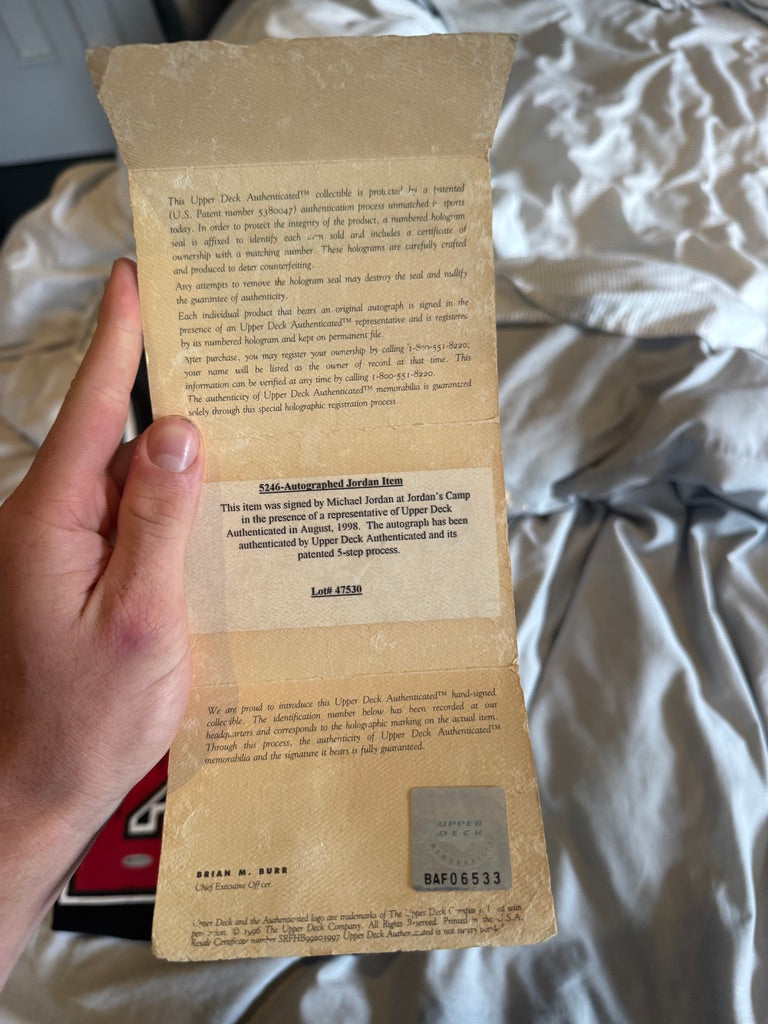 This Upper Deck Authenticated™ collectible is protected by a patented
(U.S. Patent number 5380047) authentication process unmatched in sports
today. In order to protect the integrity of the product, a numbered hologram
seal is affixed to identify each item sold and includes a certificate of
ownership with a matching number. These holograms are carefully crafted
and produced to deter counterfeiting.
Any attempts to remove the hologram seal may destroy the seal and nullify
the guarantee of authenticity.
Each individual product that bears an original autograph is signed in the
presence of an Upper Deck Authenticated™ representative and is registered
by its numbered hologram and kept on permanent file.
After purchase, you may register your ownership by calling 1-800-551-8220;
your name will be listed as the owner of record at that time. This
information can be verified at any time by calling 1-800-551-8220.
The authenticity of Upper Deck Authenticated™ memorabilia is guaranteed
solely through this special holographic registration process
5246-Autographed Jordan Item
This item was signed by Michael Jordan at Jordan's Camp
in the presence of a representative of Upper Deck
Authenticated in August, 1998. The autograph has been
authenticated by Upper Deck Authenticated and its
patented 5-step process.
Lot# 47530
We are proud to introduce this Upper Deck Authenticated™ hand-signed
collectible. The identification number below has been recorded at our
headquarters and corresponds to the holographic marking on the actual item.
Through this process, the authenticity of Upper Deck Authenticated™
memorabilia and the signature it bears is fully guaranteed.
UPPER
DECK
MEMORABILIA
BAF06533
BRIAN M. BURR
Chief Executive Officer
Upper Deck and the Authenticated logo are trademarks of The Upper Deck Company. Used with
permission. © 1996 The Upper Deck Company. All Rights Reserved. Printed in the U.S.A.
Resale Certificate number SRFHB99203997 Upper Deck Authenticated is not